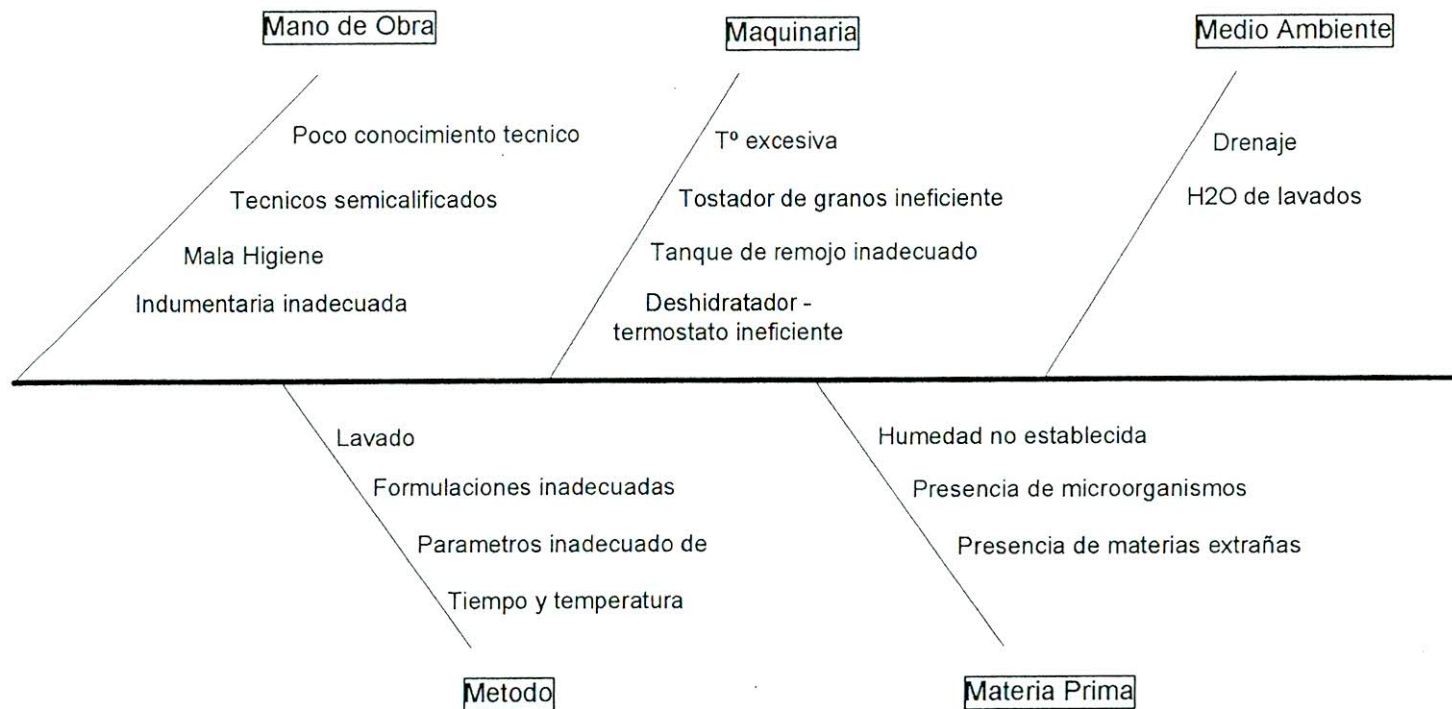 Mano de Obra
Maquinaria
Medio Ambiente
Poco conocimiento tecnico
Tecnicos semicalificados
Mala Higiene
Indumentaria inadecuada
Tº excesiva
Tostador de granos ineficiente
Tanque de remojo inadecuado
Deshidratador -
termostato ineficiente
Drenaje
H2O de lavados
Lavado
Formulaciones inadecuadas
Parametros inadecuado de
Tiempo y temperatura
Humedad no establecida
Presencia de microorganismos
Presencia de materias extrañas
Metodo
Materia Prima